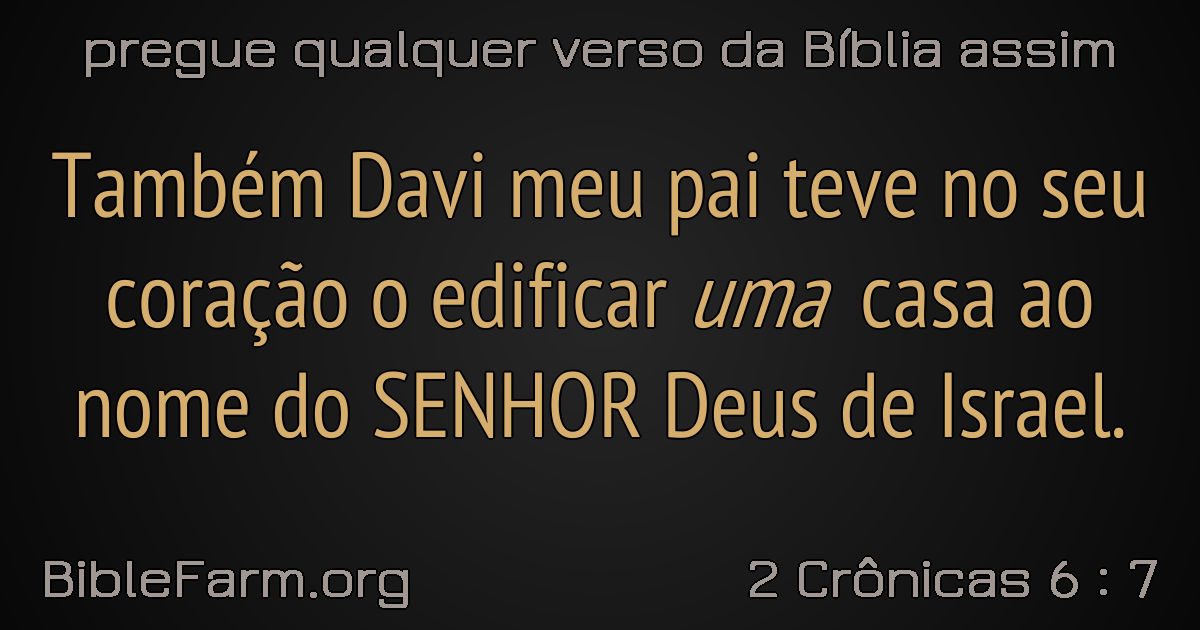 pregue qualquer verso da Bíblia assim
Também Davi meu pai teve no seu
coração o edificar uma casa ao
nome do SENHOR Deus de Israel.
BibleFarm.org
2 Crônicas 6 : 7